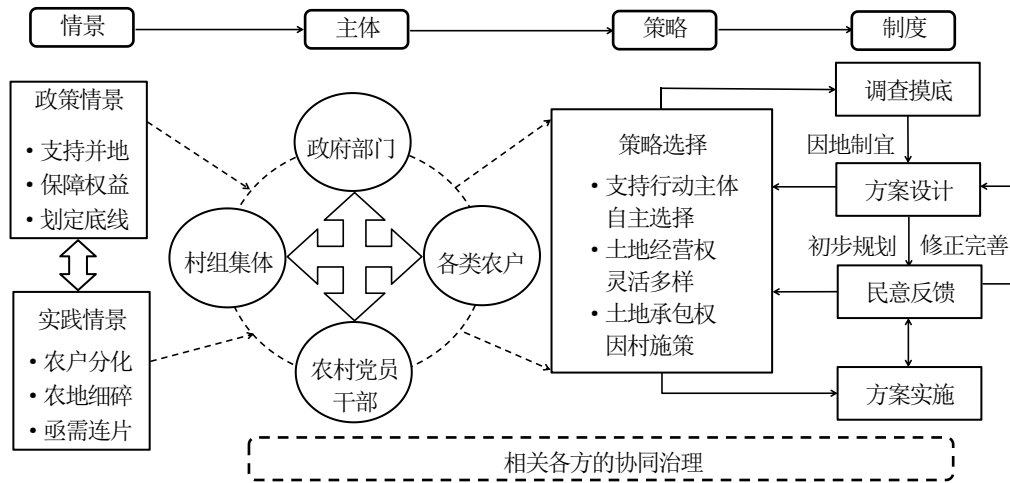 情景
主体
策略
制度
政策情景
・支持并地
・保障权益
・划定底线
实践情景
・农户分化
・农地细碎
・亟需连片
政府部门
村组集体
各类农户
农村党员
干部
策略选择
・支持行动主体
自主选择
・土地经营权
灵活多样
・土地承包权
因村施策
调查摸底
因地制宜
方案设计
初步规划
修正完善
民意反馈
方案实施
相关各方的协同治理